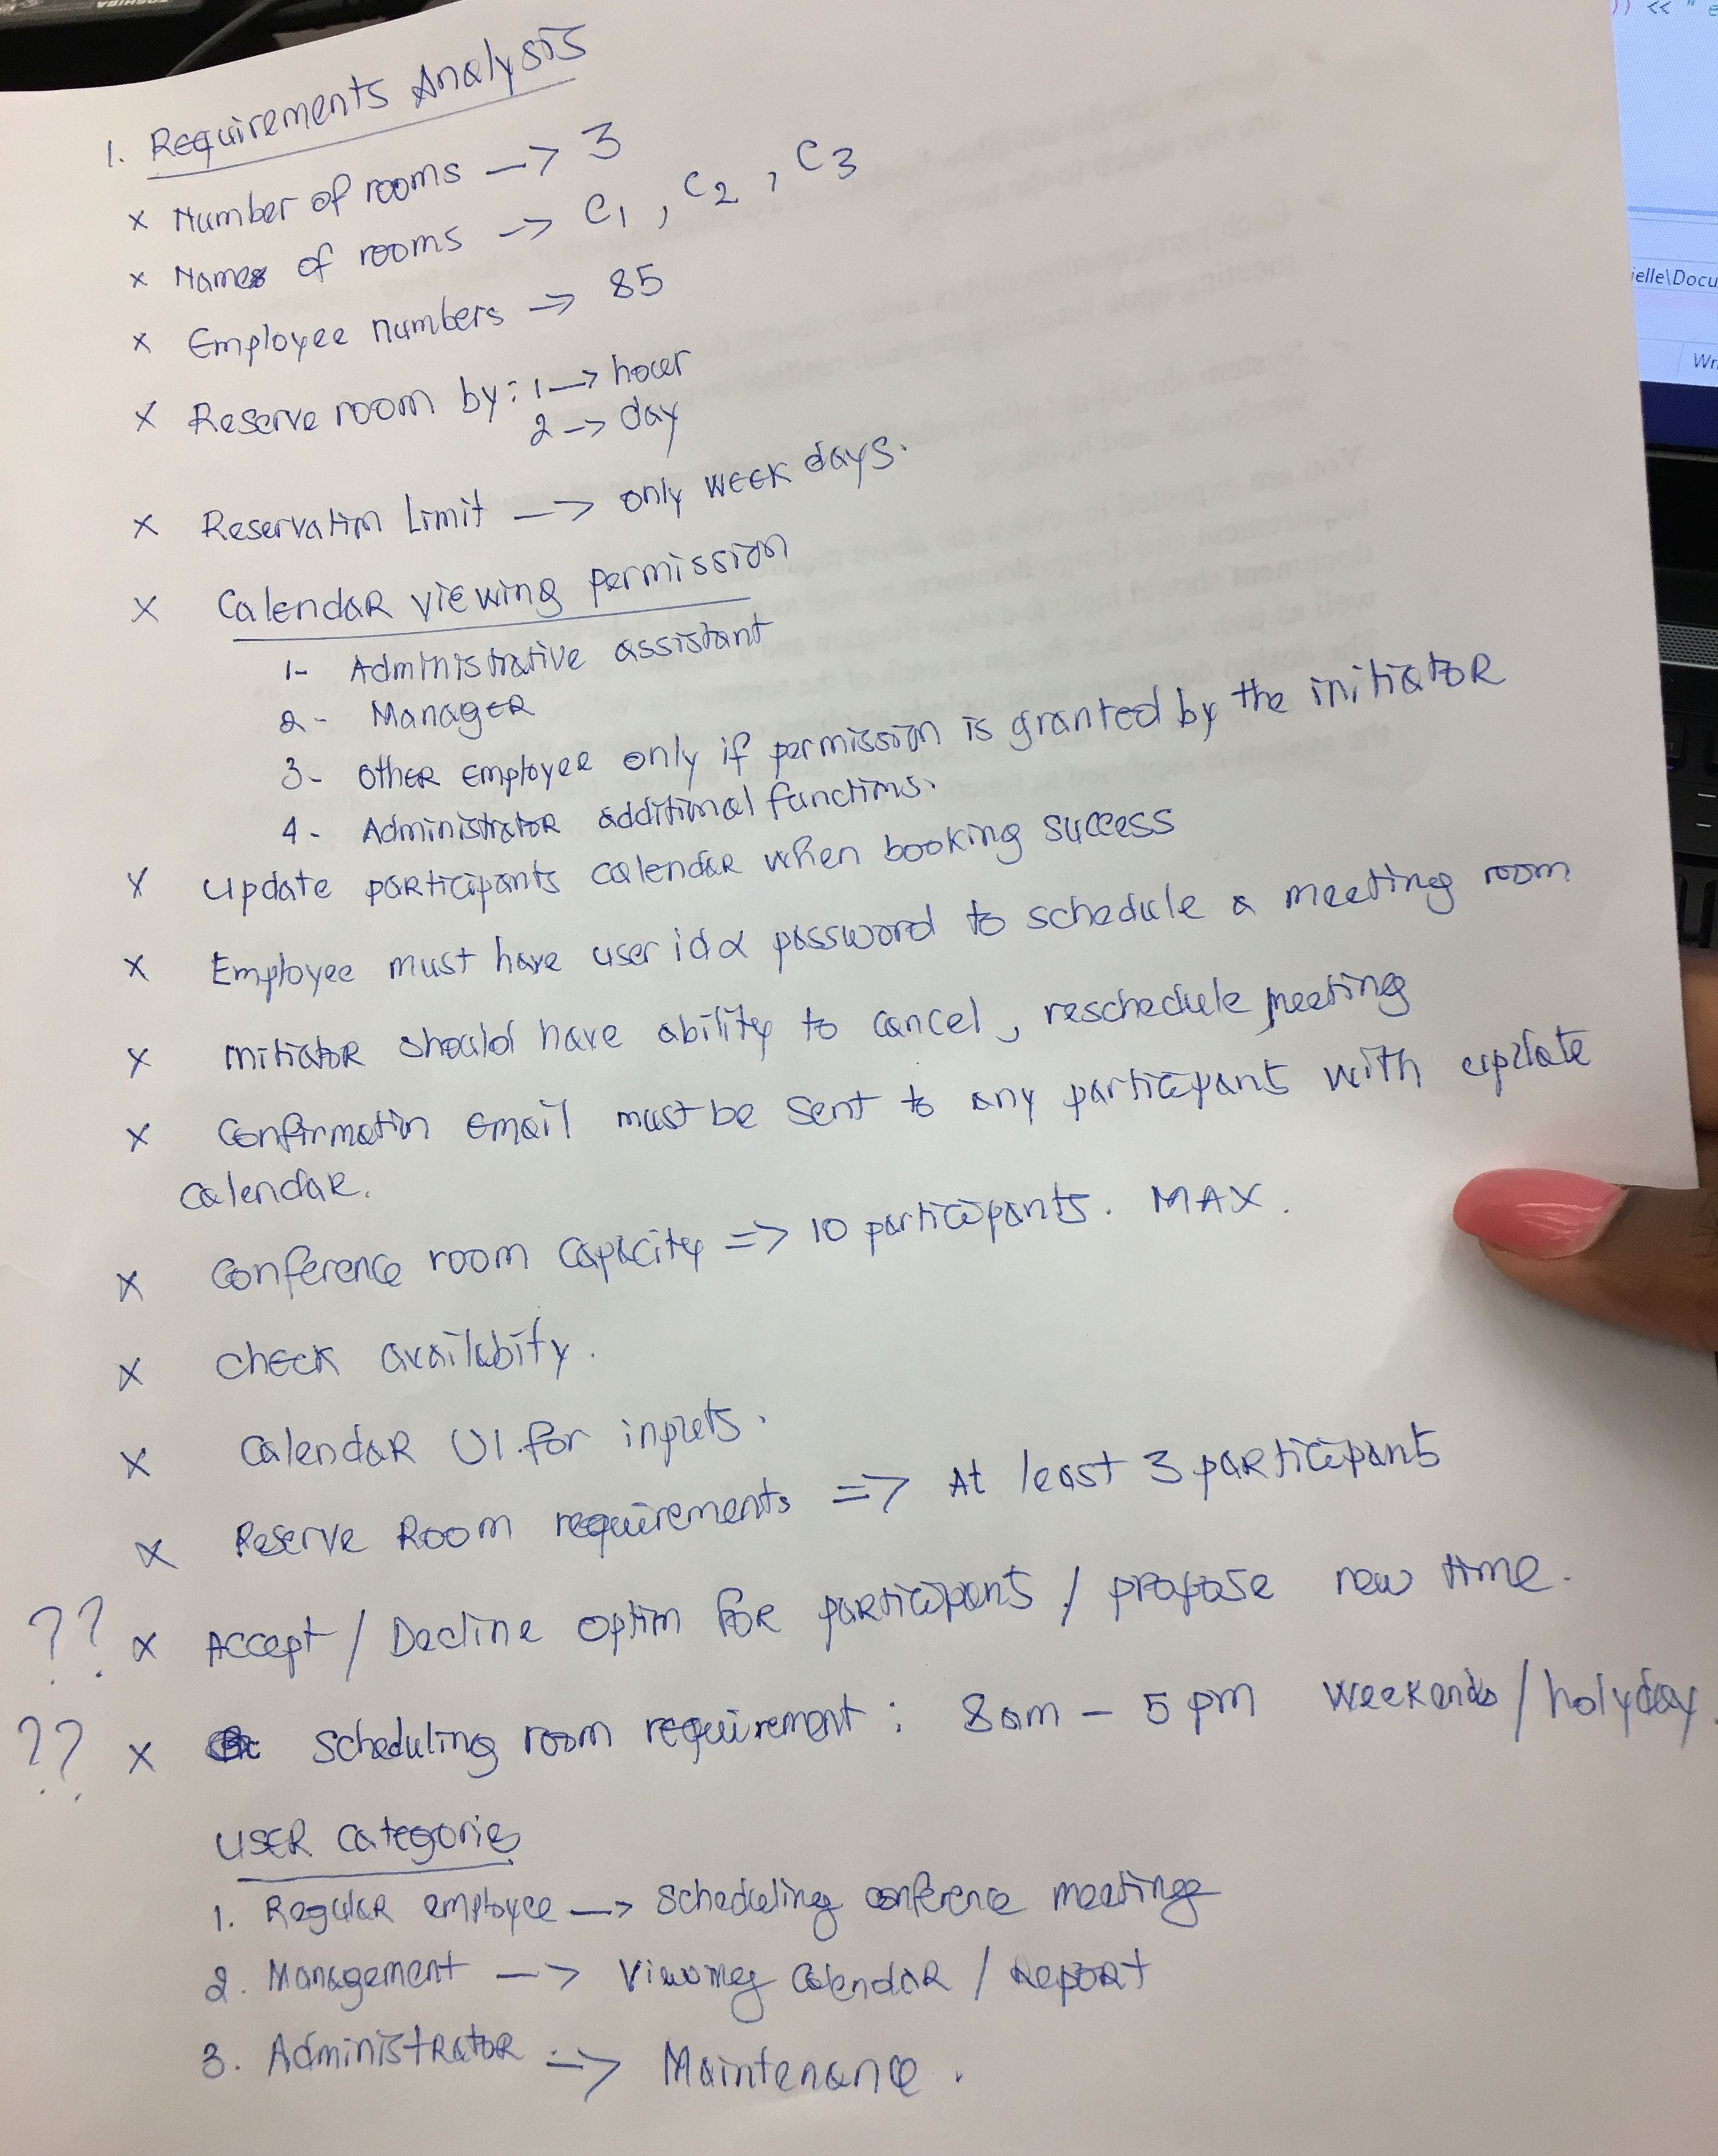 TOSHIBA
)) << " e
ielle\Docu
Wr
1. Requirements Analysis
x Number of rooms -> 3
x Names of rooms -> C1, C2, C3
x Employee numbers -> 85
x Reserve room by: 1 -> hour
2 -> day
x Reservation Limit -> only week days.
x Calendar viewing permission
1- Administrative assistant
2- Manager
3- Other Employee only if permission is granted by the initiator
4- Administrator additional functions.
x Update participants calendar when booking success
x Employee must have user id & password to schedule a meeting room
x initiator should have ability to cancel, reschedule meeting
x Confirmation Email must be sent to any participants with update
calendar.
x Conference room capacity => 10 participants. MAX.
x check availabity.
x Calendar UI for inputs.
x Reserve Room requirements => At least 3 participants
?? x Accept / Decline option for participants / propose new time.
?? x Scheduling room requirement: 8am - 5pm weekends / holyday.
User Categories
1. Regular employee -> Scheduling conference meetings
2. Management -> Viewing Calendar / Report
3. Administrator -> Maintenance.